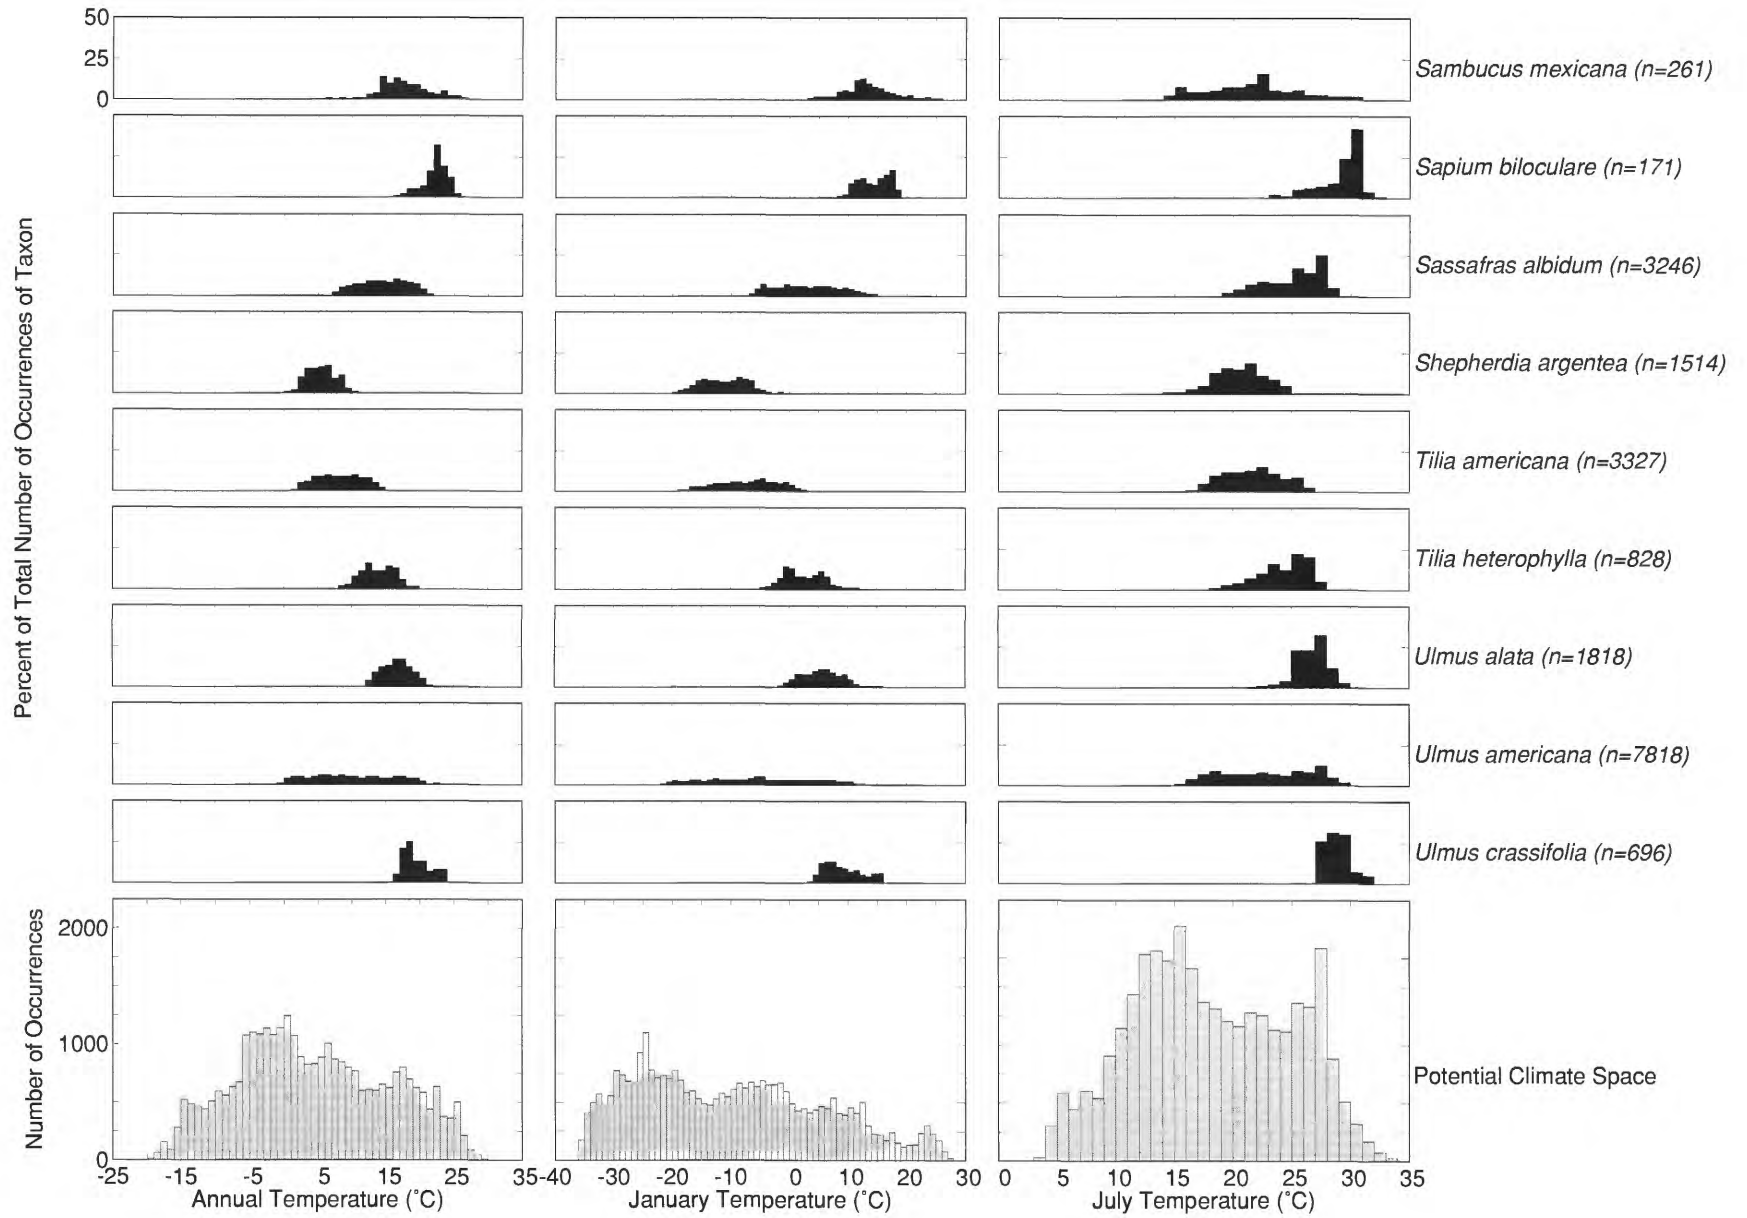 50
25
0
Sambucus mexicana (n=261)
Sapium biloculare (n=171)
Sassafras albidum (n=3246)
Shepherdia argentea (n=1514)
Tilia americana (n=3327)
Tilia heterophylla (n=828)
Ulmus alata (n=1818)
Ulmus americana (n=7818)
Ulmus crassifolia (n=696)
Percent of Total Number of Occurrences of Taxon
Number of Occurrences
2000
1000
0
Potential Climate Space
-25 -15 -5 5 15 25 35
Annual Temperature (°C)
-40 -30 -20 -10 0 10 20 30
January Temperature (°C)
0 5 10 15 20 25 30 35
July Temperature (°C)